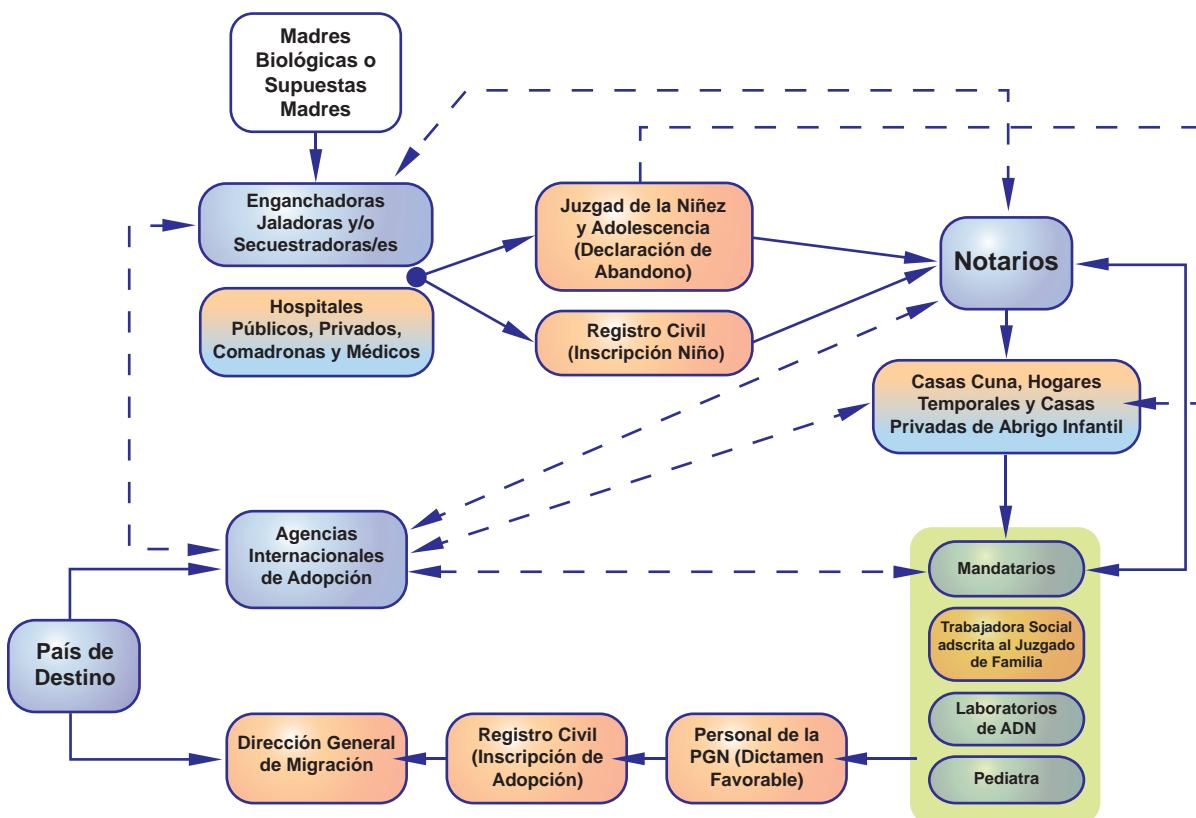 Madres
Biológicas o
Supuestas
Madres
Enganchadoras
Jaladoras y/o
Secuestradoras/es
Hospitales
Públicos, Privados,
Comadronas y Médicos
Juzgad de la Niñez
y Adolescencia
(Declaración de
Abandono)
Registro Civil
(Inscripción Niño)
Notarios
Casas Cuna, Hogares
Temporales y Casas
Privadas de Abrigo Infantil
Agencias
Internacionales
de Adopción
Mandatarios
Trabajadora Social
adscrita al Juzgado
de Familia
Laboratorios
de ADN
Pediatra
País de
Destino
Dirección General
de Migración
Registro Civil
(Inscripción de
Adopción)
Personal de la
PGN (Dictamen
Favorable)